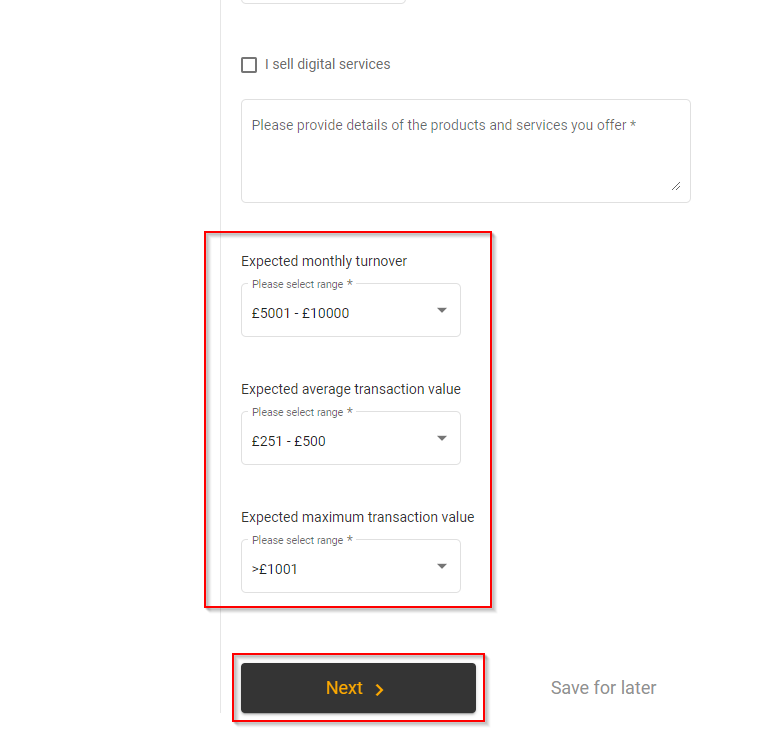 I sell digital services
Please provide details of the products and services you offer *
Expected monthly turnover
Please select range *
£5001 - £10000
Expected average transaction value
Please select range *
£251 - £500
Expected maximum transaction value
Please select range *
>£1001
Next
Save for later